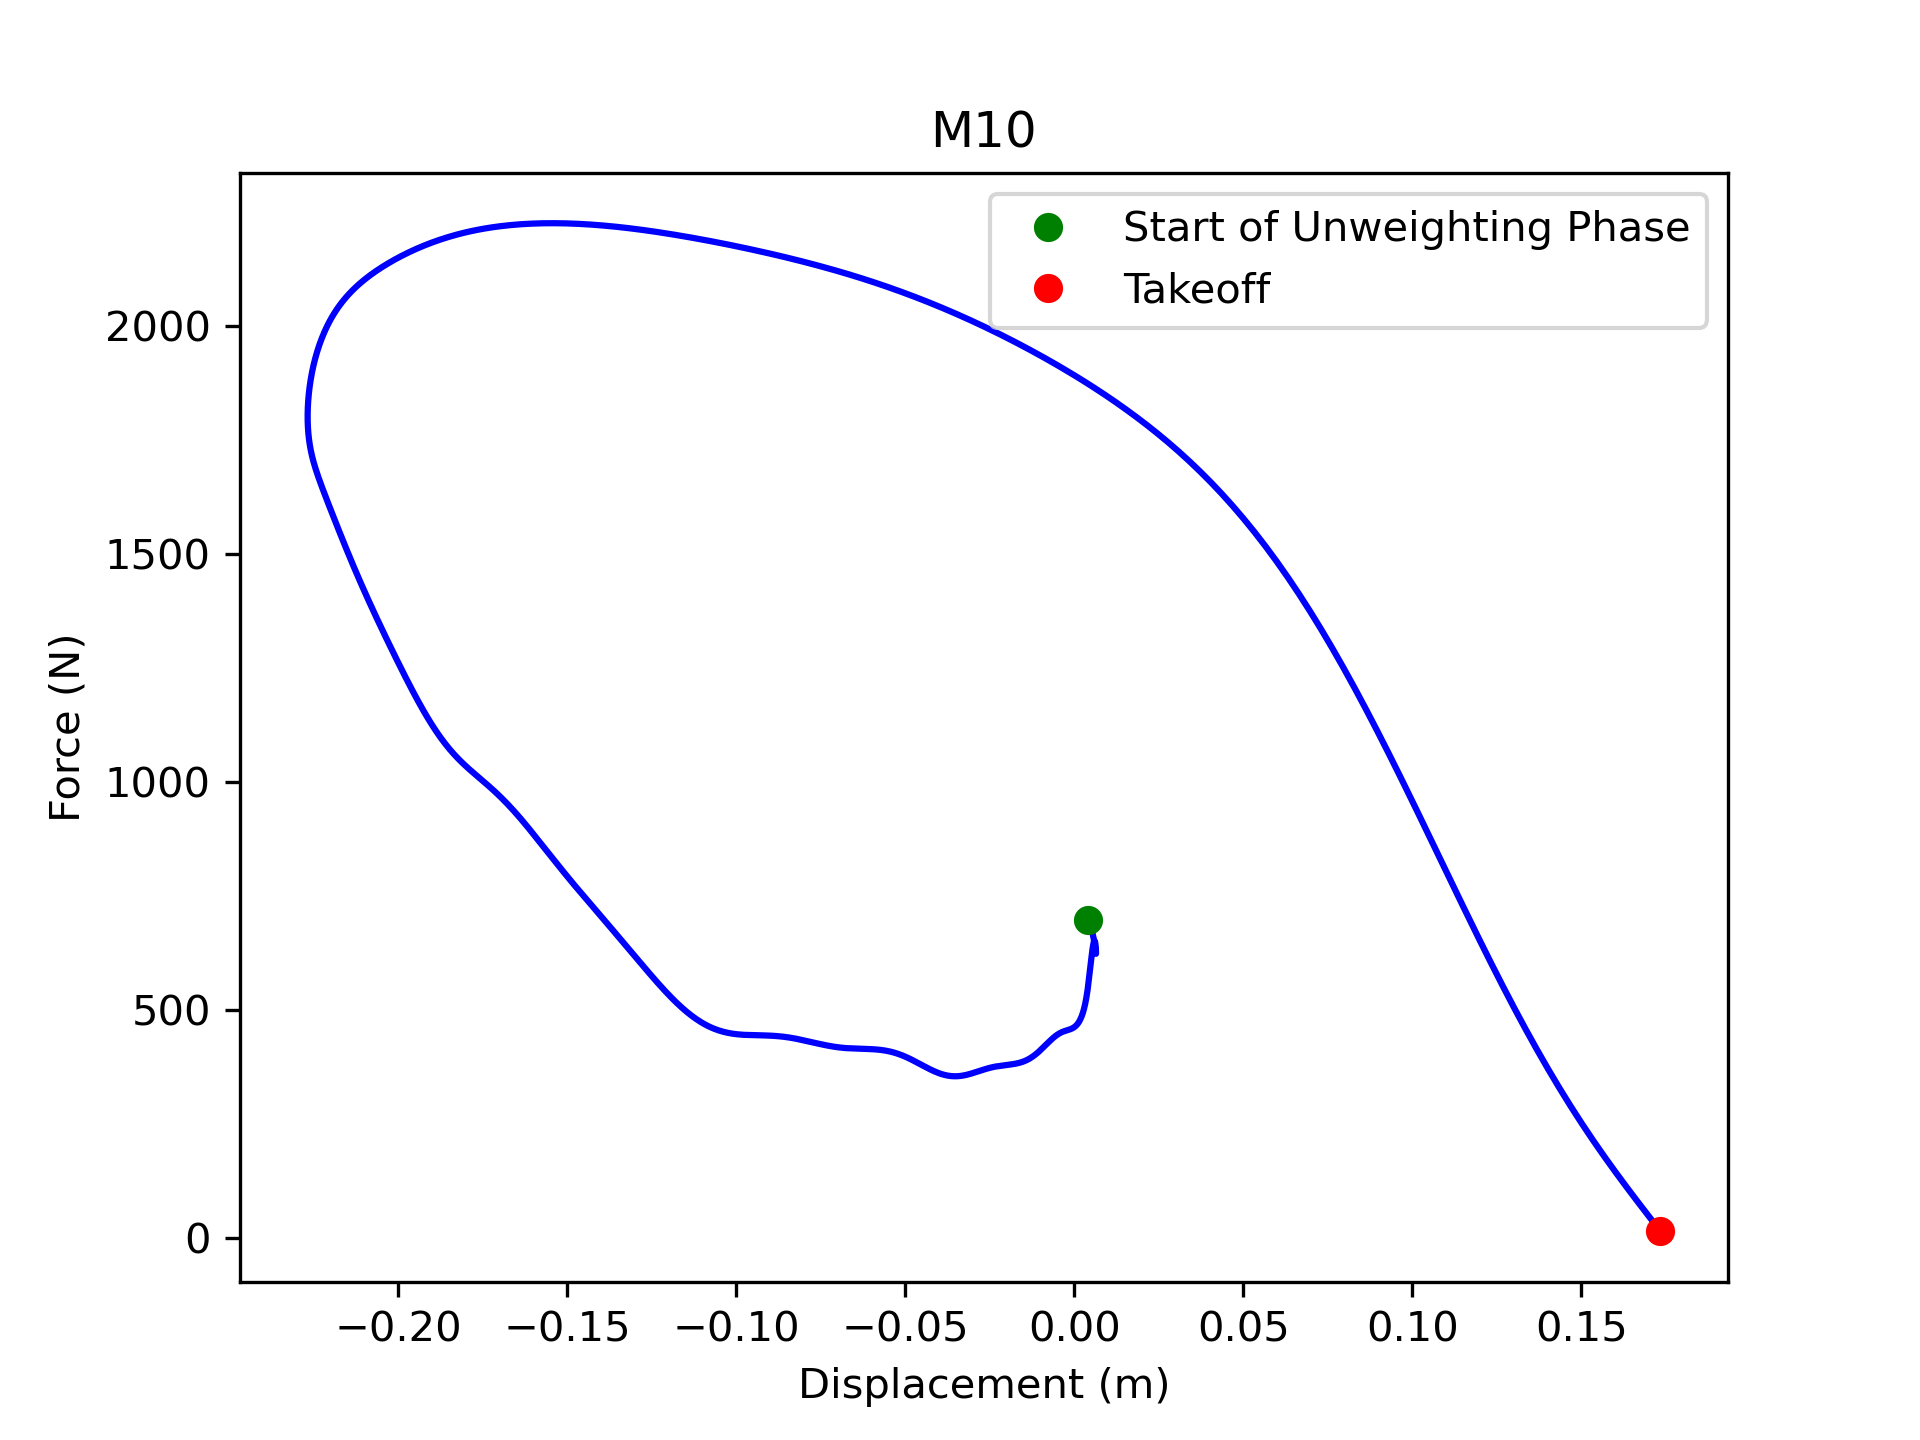 M10
Start of Unweighting Phase
Takeoff
2000
1500
1000
500
0
Force (N)
−0.20 −0.15 −0.10 −0.05 0.00 0.05 0.10 0.15
Displacement (m)